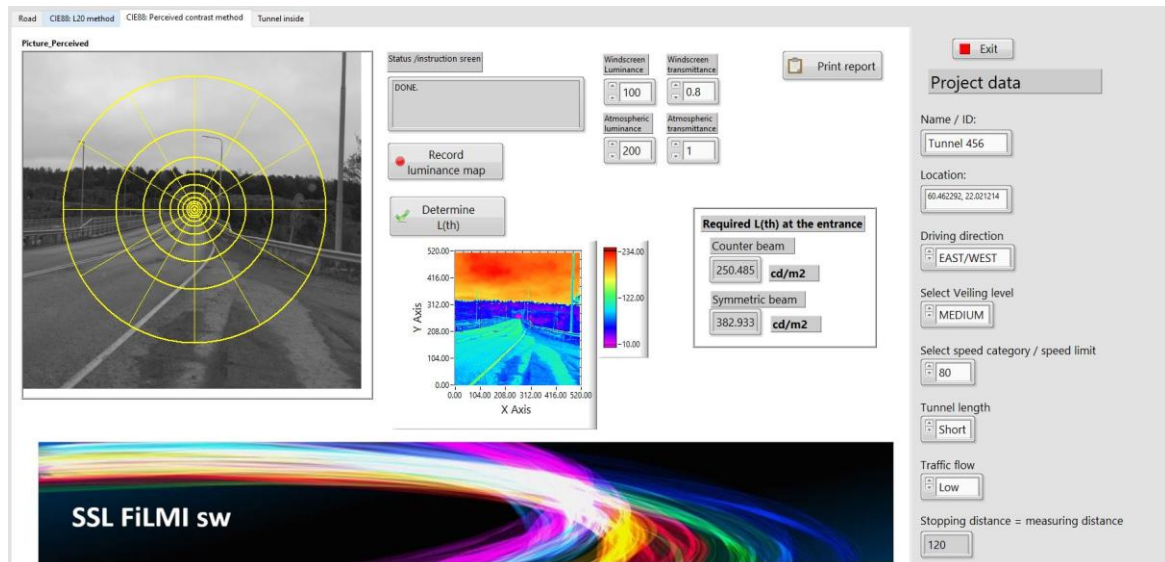 Road CIE88: L20 method CIE88: Perceived contrast method Tunnel inside
Picture_Perceived
Status /instruction sreen
DONE.
Record
luminance map
Determine
L(th)
Windscreen
Luminance
100
Windscreen
transmittance
0.8
Atmospheric
luminance
200
Atmospheric
transmittance
1
Print report
520.00
416.00
312.00
208.00
104.00
0.00
Y Axis
0.00 104.00 208.00 312.00 416.00 520.00
X Axis
234.00
122.00
10.00
Required L(th) at the entrance
Counter beam
250.485 cd/m2
Symmetric beam
382.933 cd/m2
SSL FiLMI sw
Exit
Project data
Name / ID:
Tunnel 456
Location:
60.462292, 22.021214
Driving direction
EAST/WEST
Select Veiling level
MEDIUM
Select speed category / speed limit
80
Tunnel length
Short
Traffic flow
Low
Stopping distance = measuring distance
120